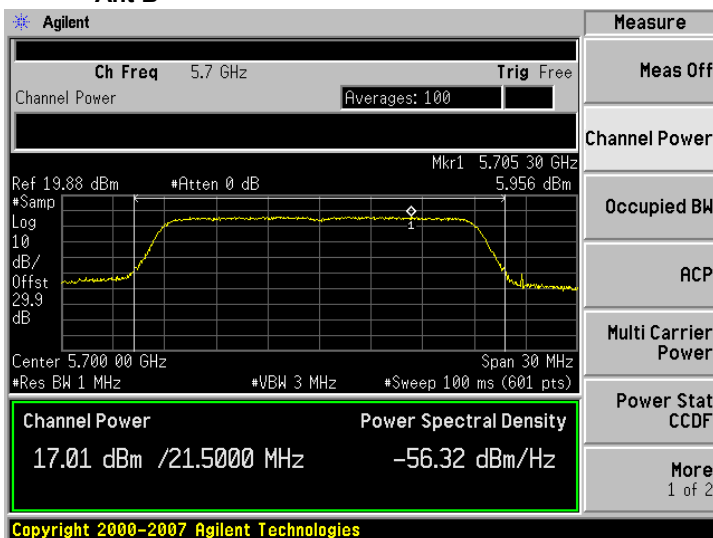 Agilent
Measure
Ch Freq 5.7 GHz Trig Free
Channel Power Averages: 100
Mkr1 5.705 30 GHz
Ref 19.88 dBm #Atten 0 dB 5.956 dBm
#Samp
Log
10
dB/
Offst
29.9
dB
1
Center 5.700 00 GHz Span 30 MHz
#Res BW 1 MHz #VBW 3 MHz #Sweep 100 ms (601 pts)
Channel Power Power Spectral Density
17.01 dBm /21.5000 MHz -56.32 dBm/Hz
Copyright 2000-2007 Agilent Technologies
Meas Off
Channel Power
Occupied BW
ACP
Multi Carrier
Power
Power Stat
CCDF
More
1 of 2